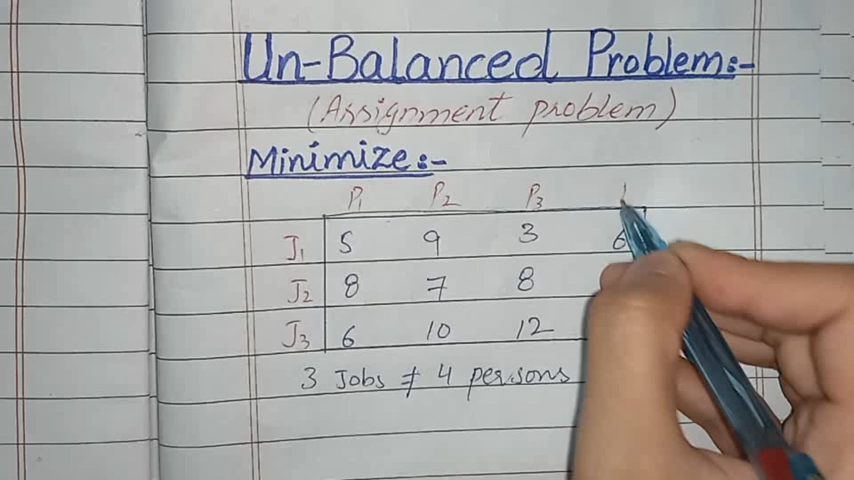 Un-Balanced Problem:-
(Assignment problem)
Minimize:-
P1 P2 P3
J1 5 9 3 6
J2 8 7 8
J3 6 10 12
3 Jobs ≠ 4 persons